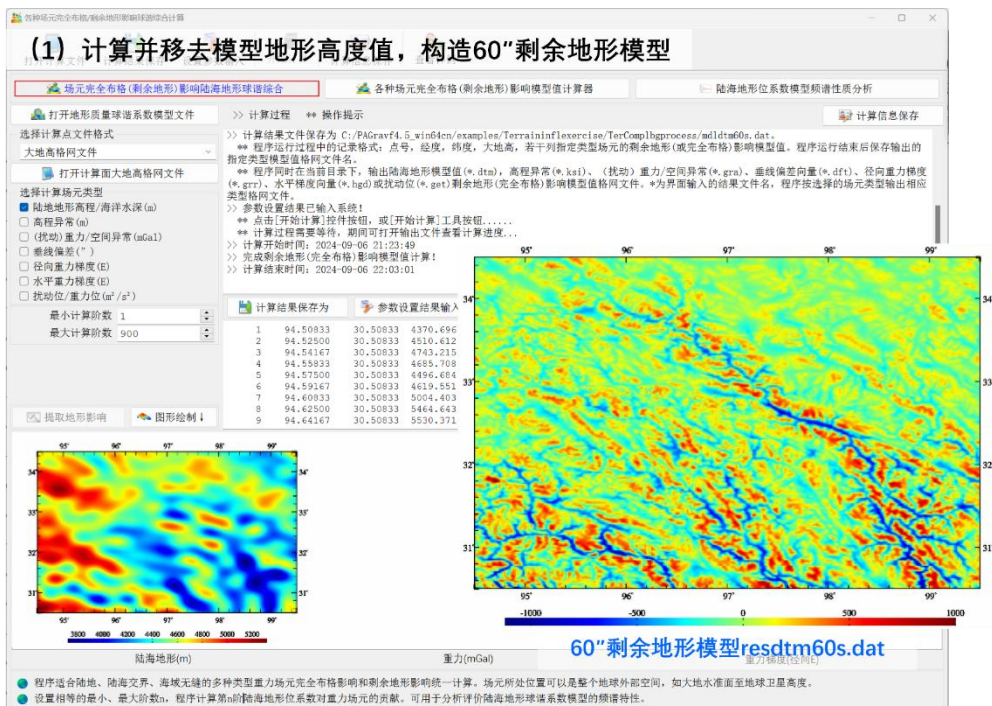 各种场元完全布格/剩余地形影响球谐综合计算
(1) 计算并移去模型地形高度值，构造60″剩余地形模型
场元完全布格(剩余地形)影响陆海地形球谐综合
各种场元完全布格(剩余地形)影响模型值计算器
陆海地形位系数模型频谱性质分析
打开地形质量球谐系数模型文件
>> 计算过程 ** 操作提示
计算信息保存
选择计算点文件格式
大地高格网文件
打开计算面大地高格网文件
选择计算场元类型
陆地地形高程/海洋水深(m)
高程异常(m)
(扰动)重力/空间异常(mGal)
垂线偏差(″)
径向重力梯度(E)
水平重力梯度(E)
扰动位/重力位(m²/s²)
最小计算阶数 1
最大计算阶数 900
提取地形影响
图形绘制↓
>> 计算结果文件保存为 C:/PAGravf4.5_win64cn/examples/Terraininflexercise/TerComplbgprocess/mdldtm60s.dat.
** 程序运行过程中的记录格式: 点号, 经度, 纬度, 大地高, 若干列指定类型场元的剩余地形(或完全布格)影响模型值。程序运行结束后保存输出的
指定类型模型值格网文件名。
** 程序同时在当前目录下, 输出陆海地形模型值(*.dtm), 高程异常(*.ksi)、(扰动)重力/空间异常(*.gra)、垂线偏差向量(*.dft)、径向重力梯度
(*.grr)、水平梯度向量(*.hgd)或扰动位(*.get)剩余地形(完全布格)影响模型值格网文件。*为界面输入的结果文件名, 程序按选择的场元类型输出相应
类型格网文件。
>> 参数设置结果已输入系统!
** 点击[开始计算]控件按钮, 或[开始计算]工具按钮......
** 计算过程需要等待, 期间可打开输出文件查看计算进度...
>> 计算开始时间: 2024-09-06 21:23:49
>> 完成剩余地形(完全布格)影响模型值计算!
>> 计算结束时间: 2024-09-06 22:03:01
计算结果保存为
参数设置结果输入
1 94.50833 30.50833 4370.696
2 94.52500 30.50833 4510.612
3 94.54167 30.50833 4743.215
4 94.55833 30.50833 4685.708
5 94.57500 30.50833 4496.684
6 94.59167 30.50833 4619.551
7 94.60833 30.50833 5004.403
8 94.62500 30.50833 5464.643
9 94.64167 30.50833 5530.371
95° 96° 97° 98° 99°
34°
33°
32°
31°
95° 96° 97° 98° 99°
-1000 -500 0 500 1000
60″剩余地形模型resdtm60s.dat
95° 96° 97° 98° 99°
34°
33°
32°
31°
95° 96° 97° 98° 99°
3800 4000 4200 4400 4600 4800 5000 5200
陆海地形(m)
重力(mGal)
重力梯度(径向E)
程序适合陆地、陆海交界、海域无缝的多种类型重力场元完全布格影响和剩余地形影响统一计算。场元所处位置可以是整个地球外部空间, 如大地水准面至地球卫星高度。
设置相等的最小、最大阶数n, 程序计算第n阶陆海地形位系数对重力场元的贡献。可用于分析评价陆海地形球谐系数模型的频谱特性。